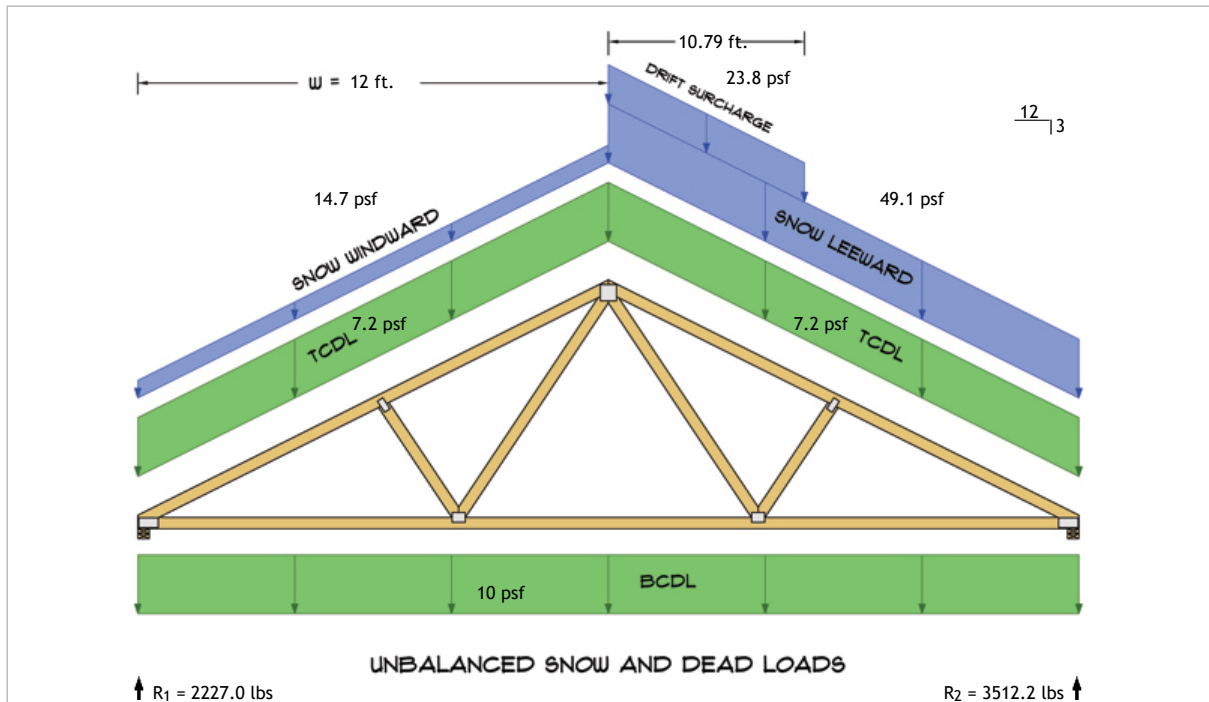 10.79 ft.
W = 12 ft.
DRIFT SURCHARGE
23.8 psf
12
3
14.7 psf
49.1 psf
SNOW WINDWARD
SNOW LEEWARD
7.2 psf
TCDL
7.2 psf
TCDL
10 psf
BCDL
UNBALANCED SNOW AND DEAD LOADS
R1 = 2227.0 lbs
R2 = 3512.2 lbs